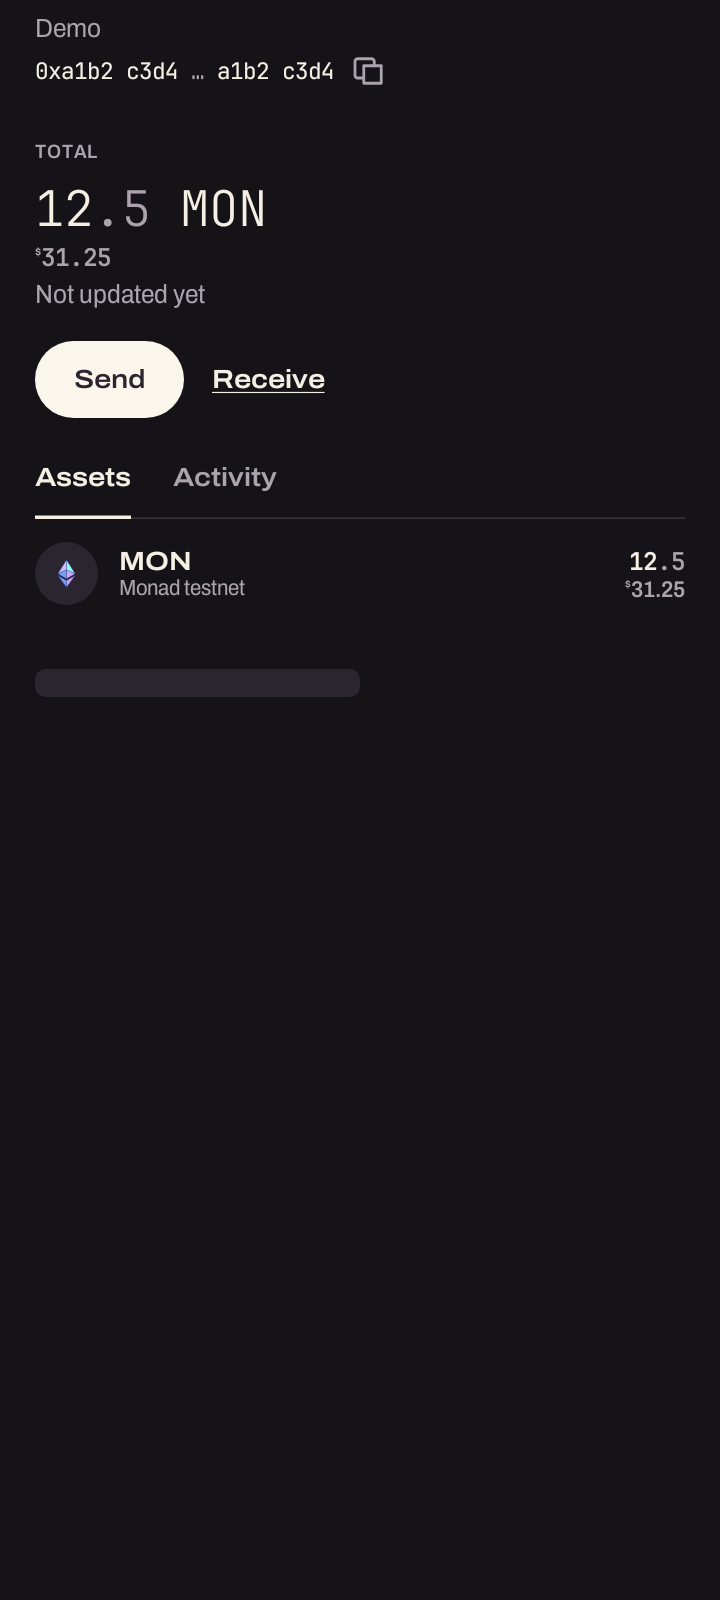 Demo
0xa1b2 c3d4 … a1b2 c3d4
TOTAL
12.5 MON
$31.25
Not updated yet
Send Receive
Assets Activity
MON 12.5
Monad testnet $31.25